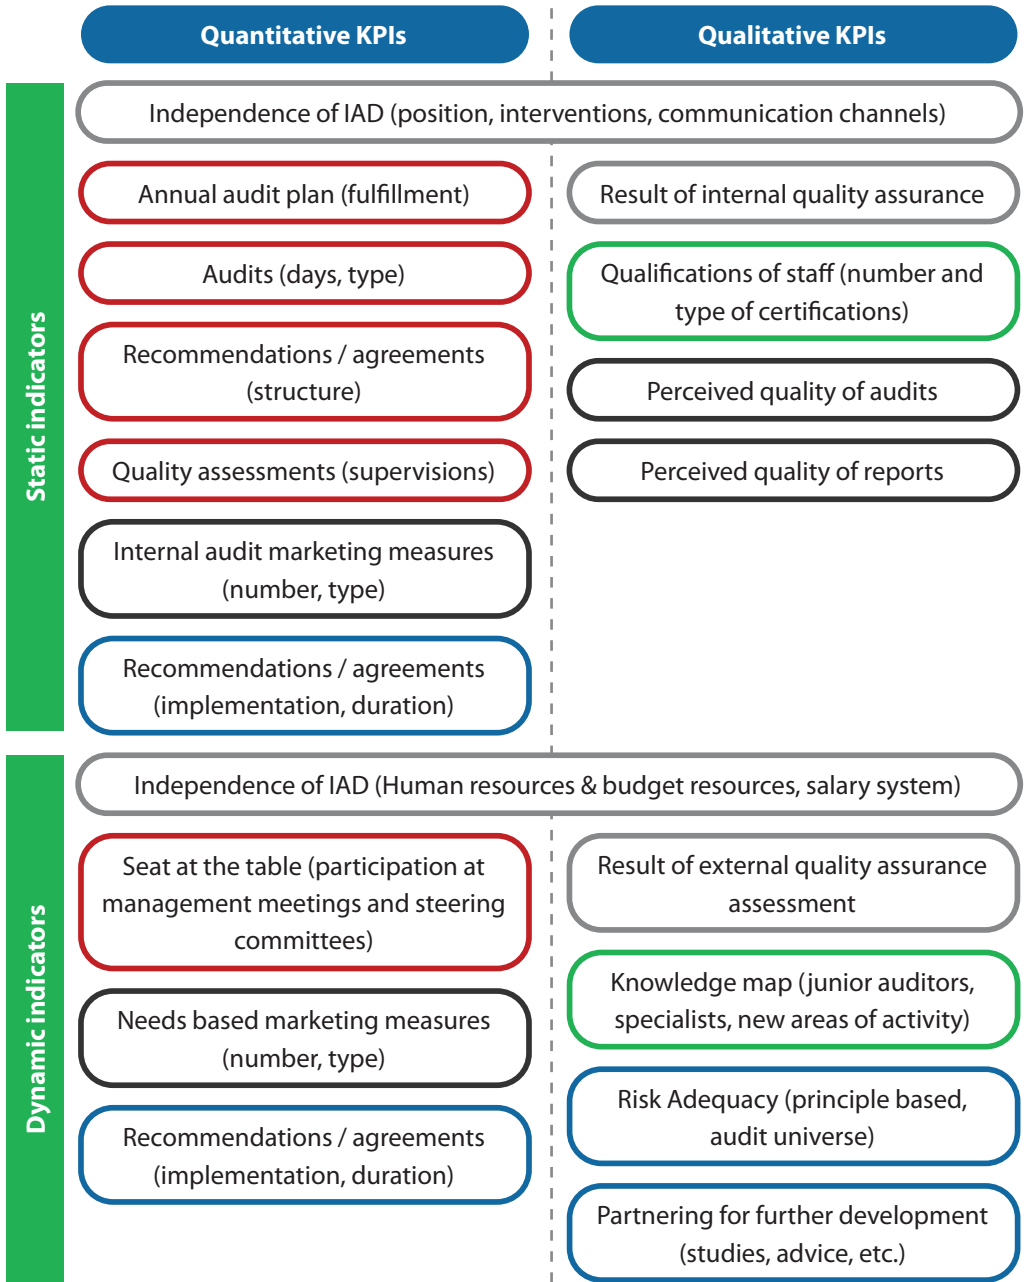 Quantitative KPIs
Qualitative KPIs
Static indicators
Independence of IAD (position, interventions, communication channels)
Annual audit plan (fulfillment)
Audits (days, type)
Recommendations / agreements
(structure)
Quality assessments (supervisions)
Internal audit marketing measures
(number, type)
Recommendations / agreements
(implementation, duration)
Result of internal quality assurance
Qualifications of staff (number and
type of certifications)
Perceived quality of audits
Perceived quality of reports
Dynamic indicators
Independence of IAD (Human resources & budget resources, salary system)
Seat at the table (participation at
management meetings and steering
committees)
Needs based marketing measures
(number, type)
Recommendations / agreements
(implementation, duration)
Result of external quality assurance
assessment
Knowledge map (junior auditors,
specialists, new areas of activity)
Risk Adequacy (principle based,
audit universe)
Partnering for further development
(studies, advice, etc.)